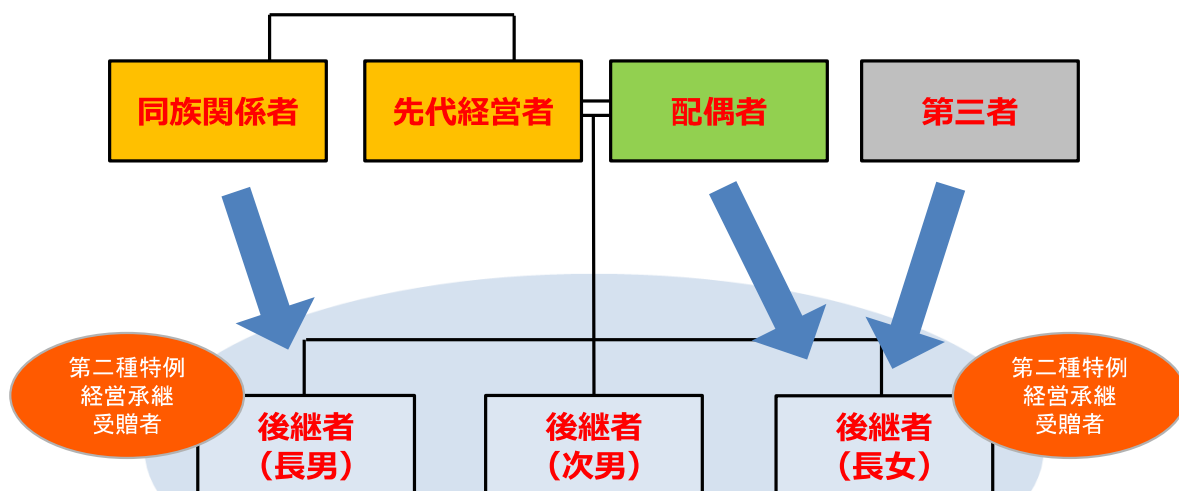 同族関係者
先代経営者
配偶者
第三者
第二種特例
経営承継
受贈者
第二種特例
経営承継
受贈者
後継者
（長男）
後継者
（次男）
後継者
（長女）